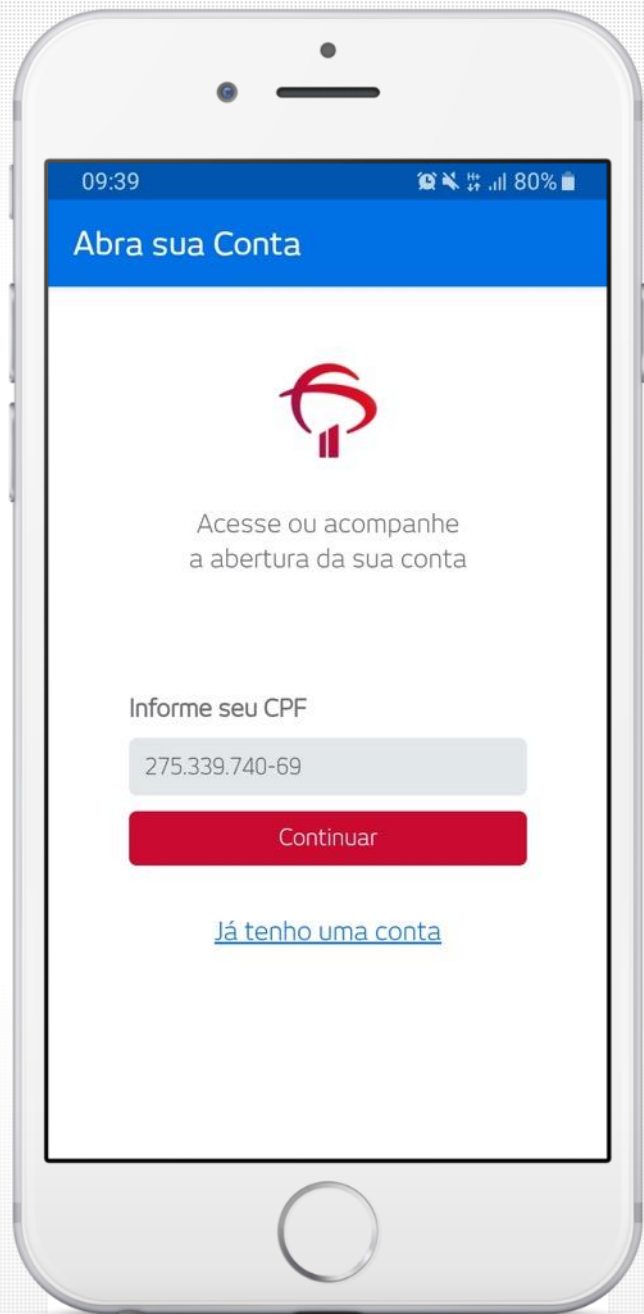 09:39 80%
Abra sua Conta
Acesse ou acompanhe
a abertura da sua conta
Informe seu CPF
275.339.740-69
Continuar
Já tenho uma conta